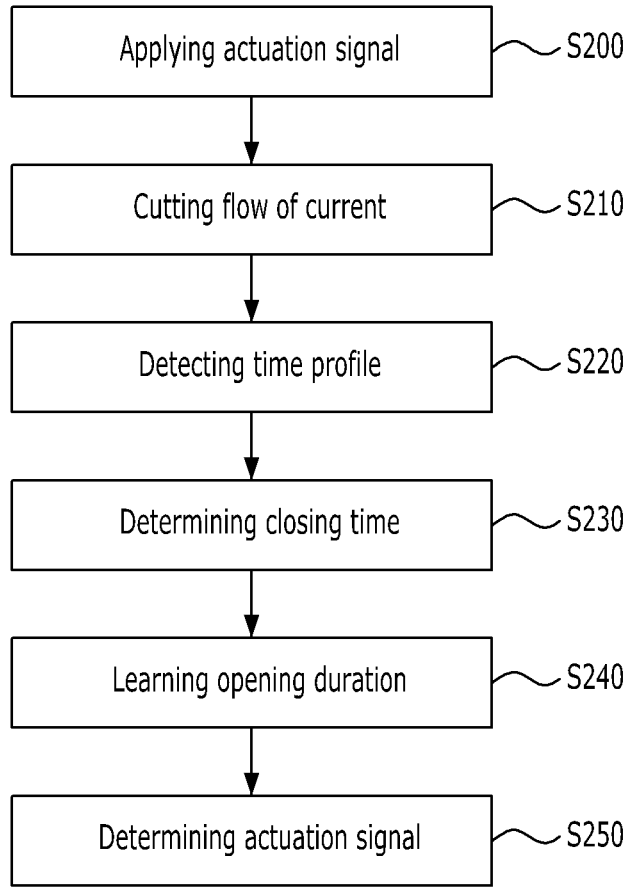 Applying actuation signal
S200
Cutting flow of current
S210
Detecting time profile
S220
Determining closing time
S230
Learning opening duration
S240
Determining actuation signal
S250